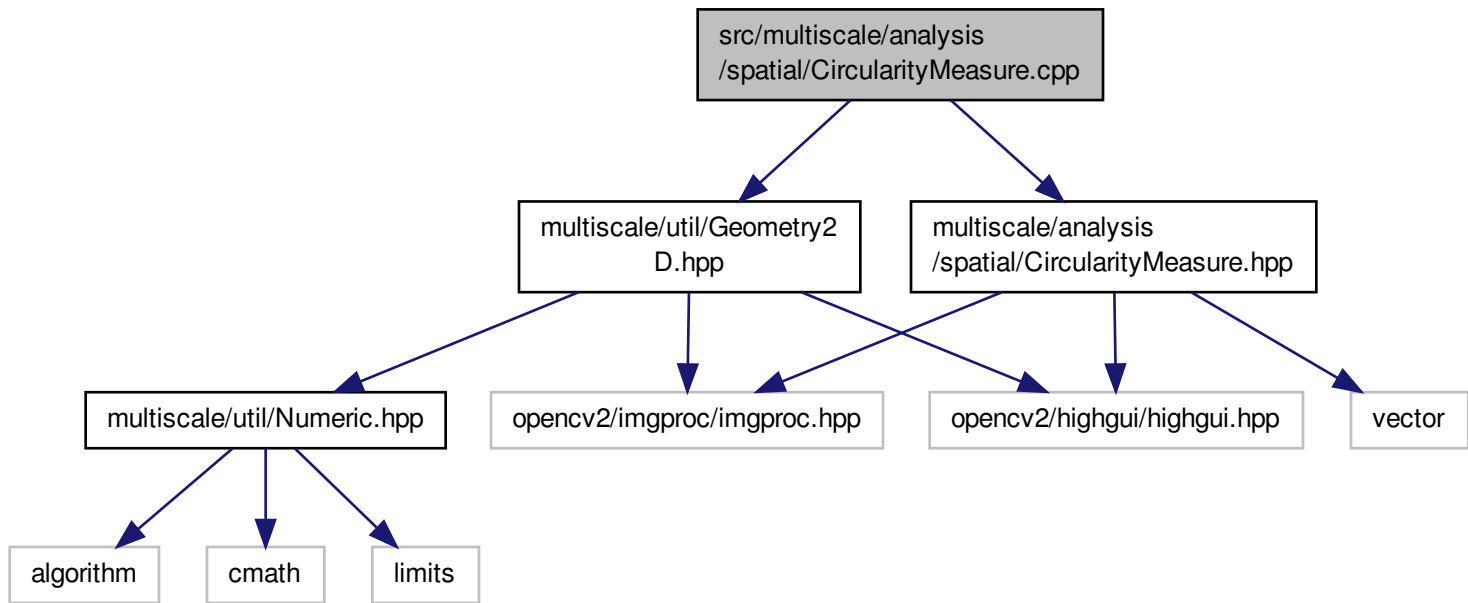 src/multiscale/analysis
/spatial/CircularityMeasure.cpp
multiscale/util/Geometry2
D.hpp
multiscale/analysis
/spatial/CircularityMeasure.hpp
multiscale/util/Numeric.hpp
opencv2/imgproc/imgproc.hpp
opencv2/highgui/highgui.hpp
vector
algorithm
cmath
limits